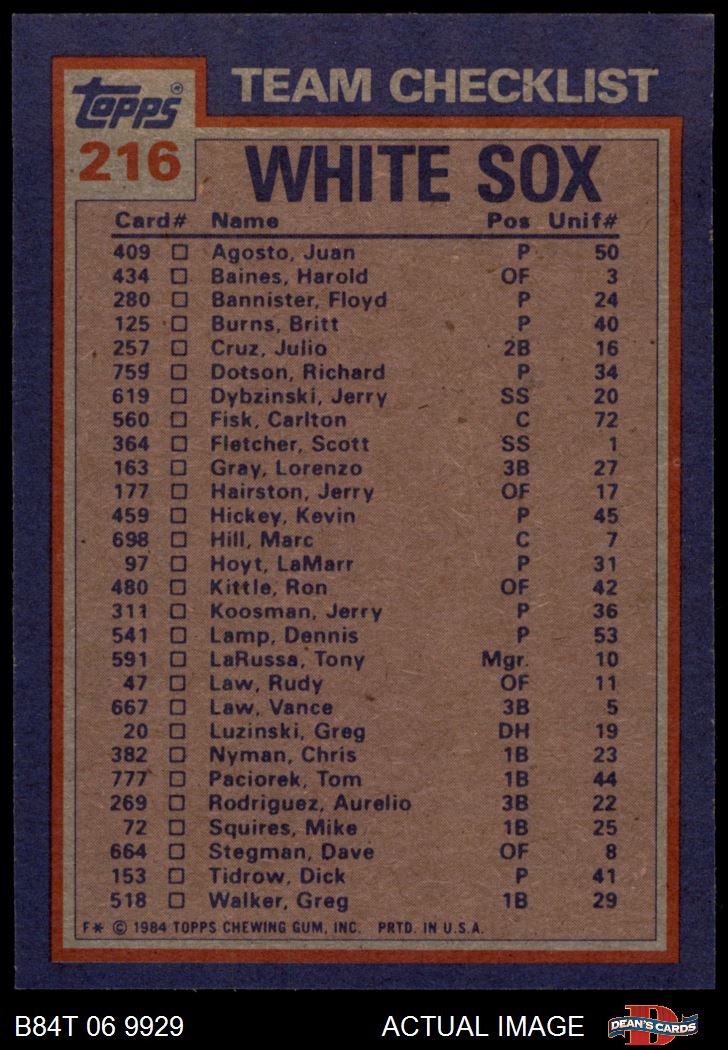 Topps® TEAM CHECKLIST
216 WHITE SOX
Card# Name Pos Unif#
409 Agosto, Juan P 50
434 Baines, Harold OF 3
280 Bannister, Floyd P 24
125 Burns, Britt P 40
257 Cruz, Julio 2B 16
759 Dotson, Richard P 34
619 Dybzinski, Jerry SS 20
560 Fisk, Carlton C 72
364 Fletcher, Scott SS 1
163 Gray, Lorenzo 3B 27
177 Hairston, Jerry OF 17
459 Hickey, Kevin P 45
698 Hill, Marc C 7
97 Hoyt, LaMarr P 31
480 Kittle, Ron OF 42
311 Koosman, Jerry P 36
541 Lamp, Dennis P 53
591 LaRussa, Tony Mgr. 10
47 Law, Rudy OF 11
667 Law, Vance 3B 5
20 Luzinski, Greg DH 19
382 Nyman, Chris 1B 23
777 Paciorek, Tom 1B 44
269 Rodriguez, Aurelio 3B 22
72 Squires, Mike 1B 25
664 Stegman, Dave OF 8
153 Tidrow, Dick P 41
518 Walker, Greg 1B 29
F* © 1984 TOPPS CHEWING GUM, INC. PRTD. IN U.S.A.
B84T 06 9929 ACTUAL IMAGE D DEAN'S CARDS